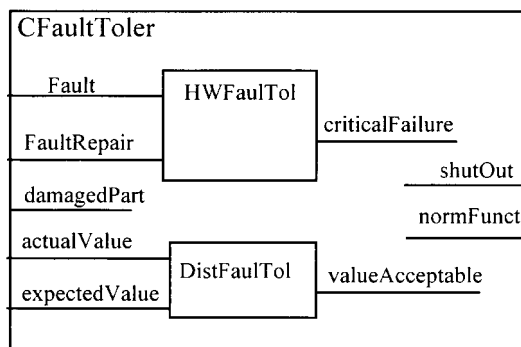 CFaultToler
Fault
HWFaulTol
criticalFailure
FaultRepair
shutOut
damagedPart
normFunct
actualValue
DistFaulTol
valueAcceptable
expectedValue